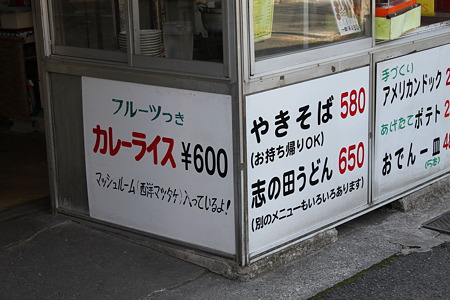 フルーツつき
カレーライス ¥600
マッシュルーム(西洋マツタケ)入っているよ!
やきそば 580
(お持ち帰りOK)
志の田うどん 650
(別のメニューもいろいろあります)
手づくり
アメリカンドック
あげたて ポテト
おでん一皿